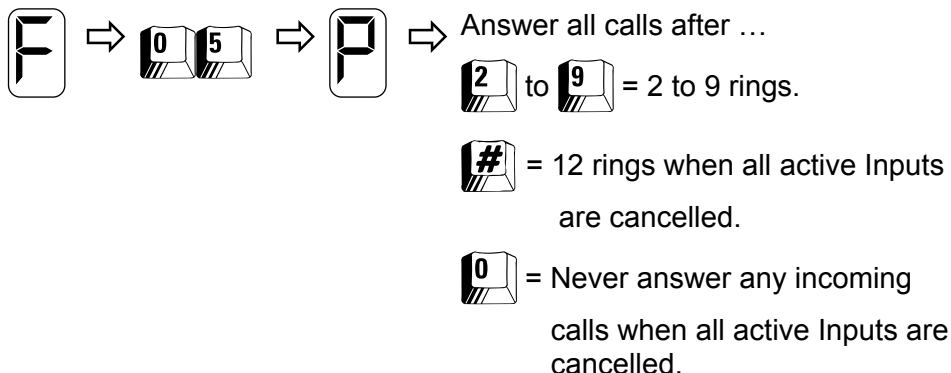 F ⇨ 0 5 ⇨ P ⇨ Answer all calls after …
2 to 9 = 2 to 9 rings.
# = 12 rings when all active Inputs
are cancelled.
0 = Never answer any incoming
calls when all active Inputs are
cancelled.